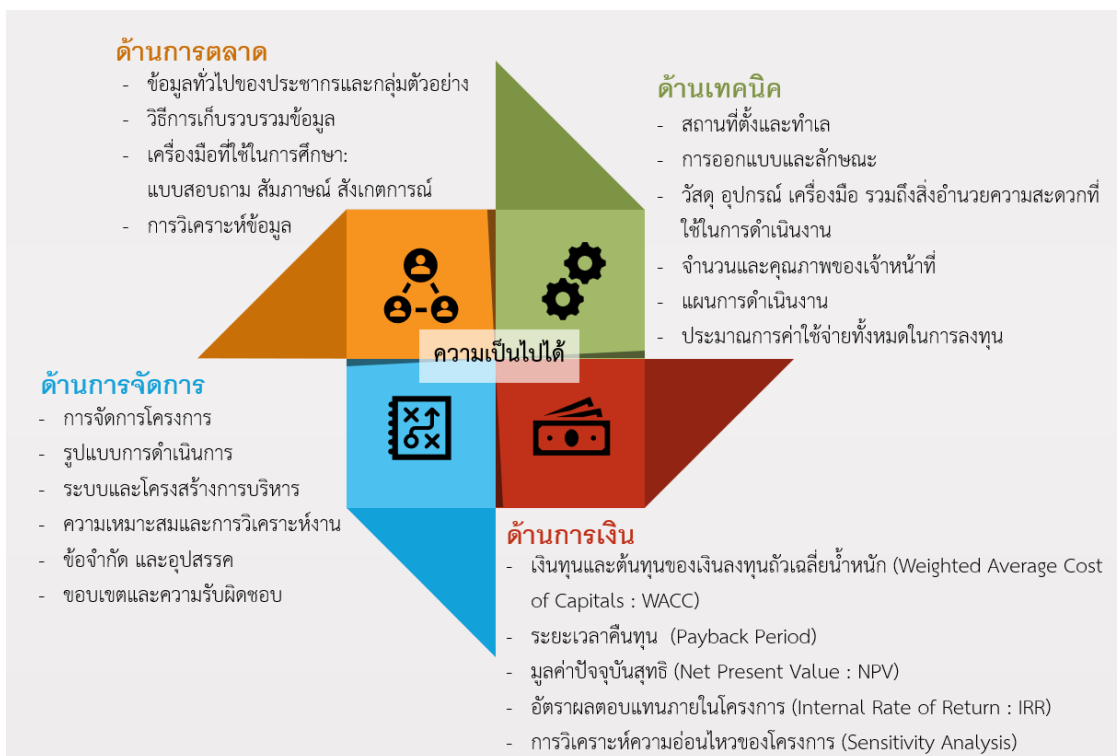 ด้านการตลาด
- ข้อมูลทั่วไปของประชากรและกลุ่มตัวอย่าง
- วิธีการเก็บรวบรวมข้อมูล
- เครื่องมือที่ใช้ในการศึกษา:
แบบสอบถาม สัมภาษณ์ สังเกตการณ์
- การวิเคราะห์ข้อมูล
ด้านเทคนิค
- สถานที่ตั้งและทำเล
- การออกแบบและลักษณะ
- วัสดุ อุปกรณ์ เครื่องมือ รวมถึงสิ่งอำนวยความสะดวกที่
ใช้ในการดำเนินงาน
- จำนวนและคุณภาพของเจ้าหน้าที่
- แผนการดำเนินงาน
- ประมาณการค่าใช้จ่ายทั้งหมดในการลงทุน
ความเป็นไปได้
ด้านการจัดการ
- การจัดการโครงการ
- รูปแบบการดำเนินการ
- ระบบและโครงสร้างการบริหาร
- ความเหมาะสมและการวิเคราะห์งาน
- ข้อจำกัด และอุปสรรค
- ขอบเขตและความรับผิดชอบ
ด้านการเงิน
- เงินทุนและต้นทุนของเงินลงทุนถัวเฉลี่ยน้ำหนัก (Weighted Average Cost
of Capitals : WACC)
- ระยะเวลาคืนทุน (Payback Period)
- มูลค่าปัจจุบันสุทธิ (Net Present Value : NPV)
- อัตราผลตอบแทนภายในโครงการ (Internal Rate of Return : IRR)
- การวิเคราะห์ความอ่อนไหวของโครงการ (Sensitivity Analysis)